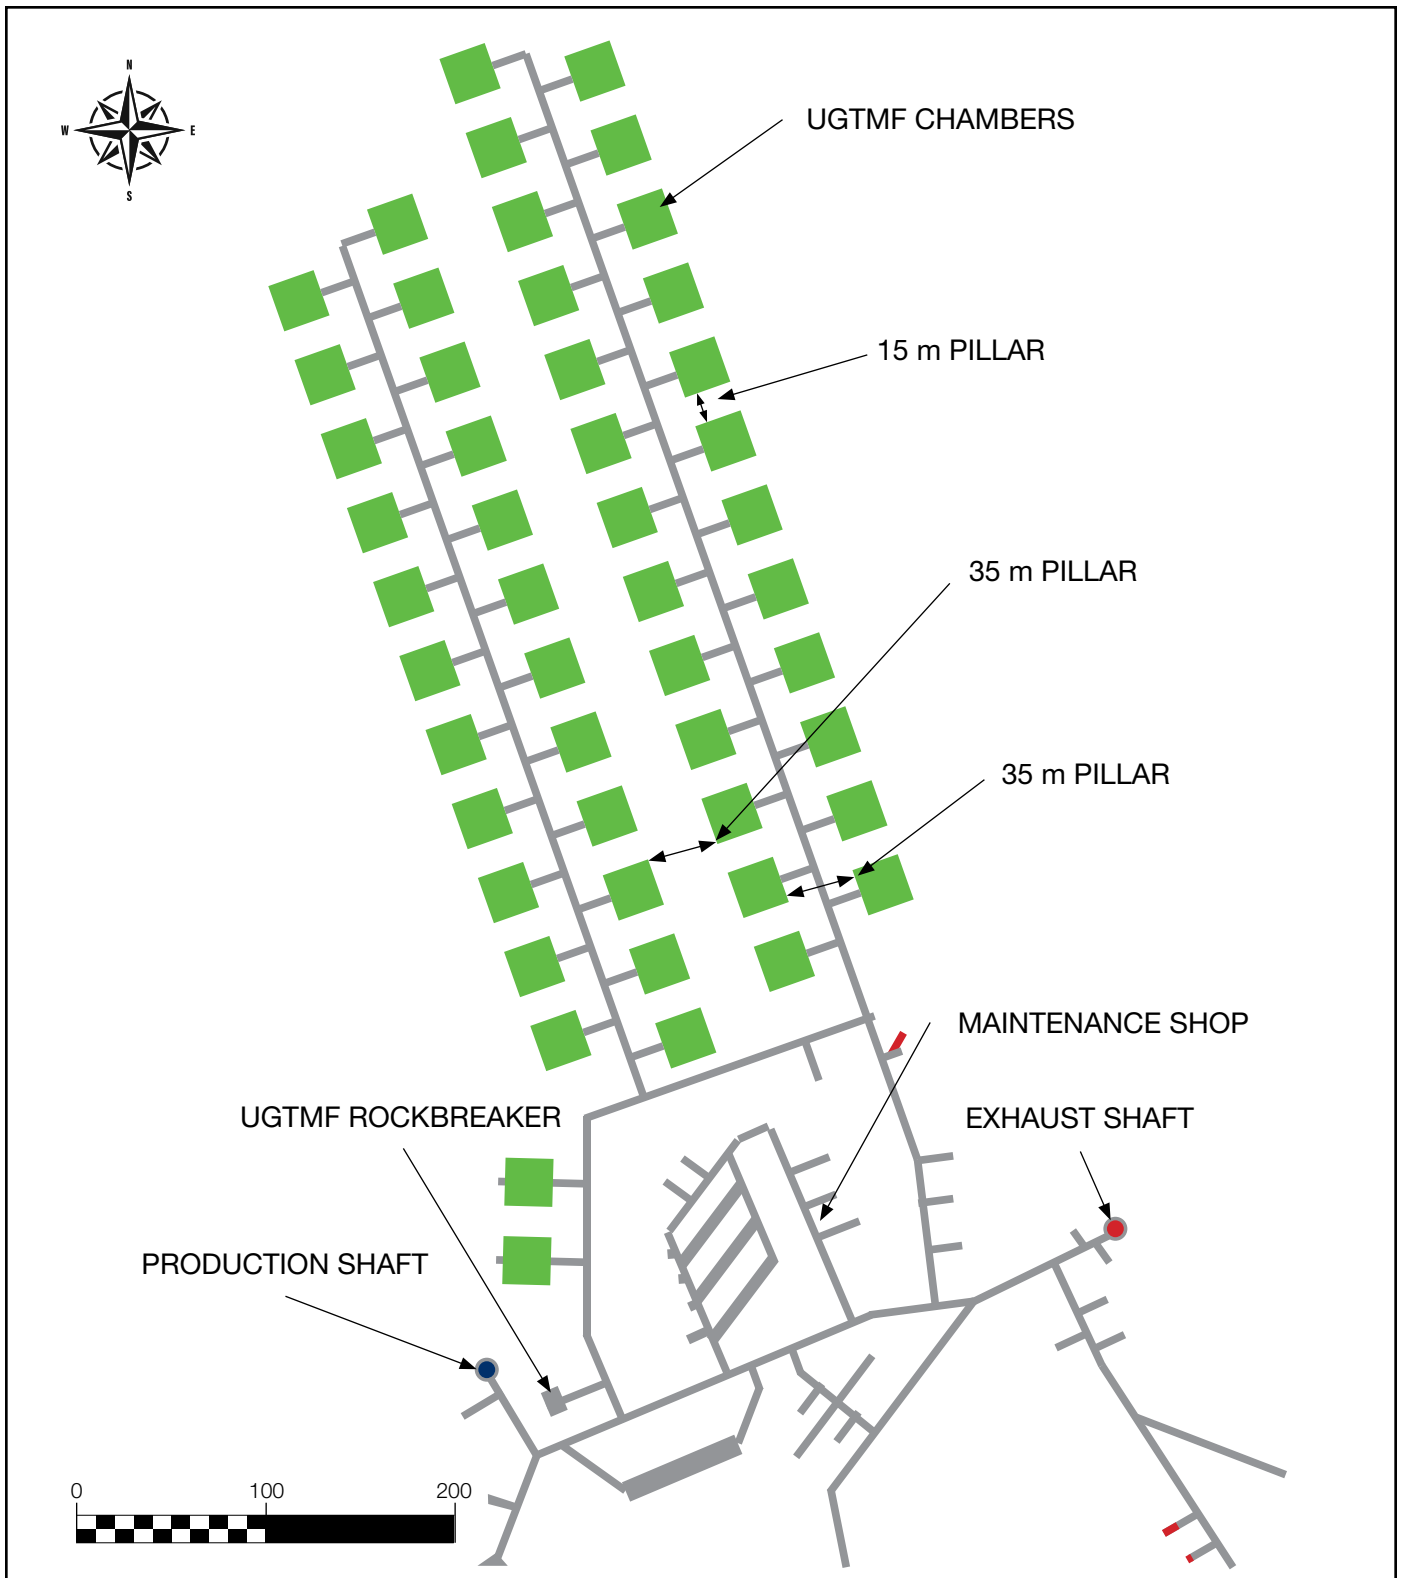 N
W E
S
UGTMF CHAMBERS
15 m PILLAR
35 m PILLAR
35 m PILLAR
MAINTENANCE SHOP
UGTMF ROCKBREAKER
EXHAUST SHAFT
PRODUCTION SHAFT
0 100 200